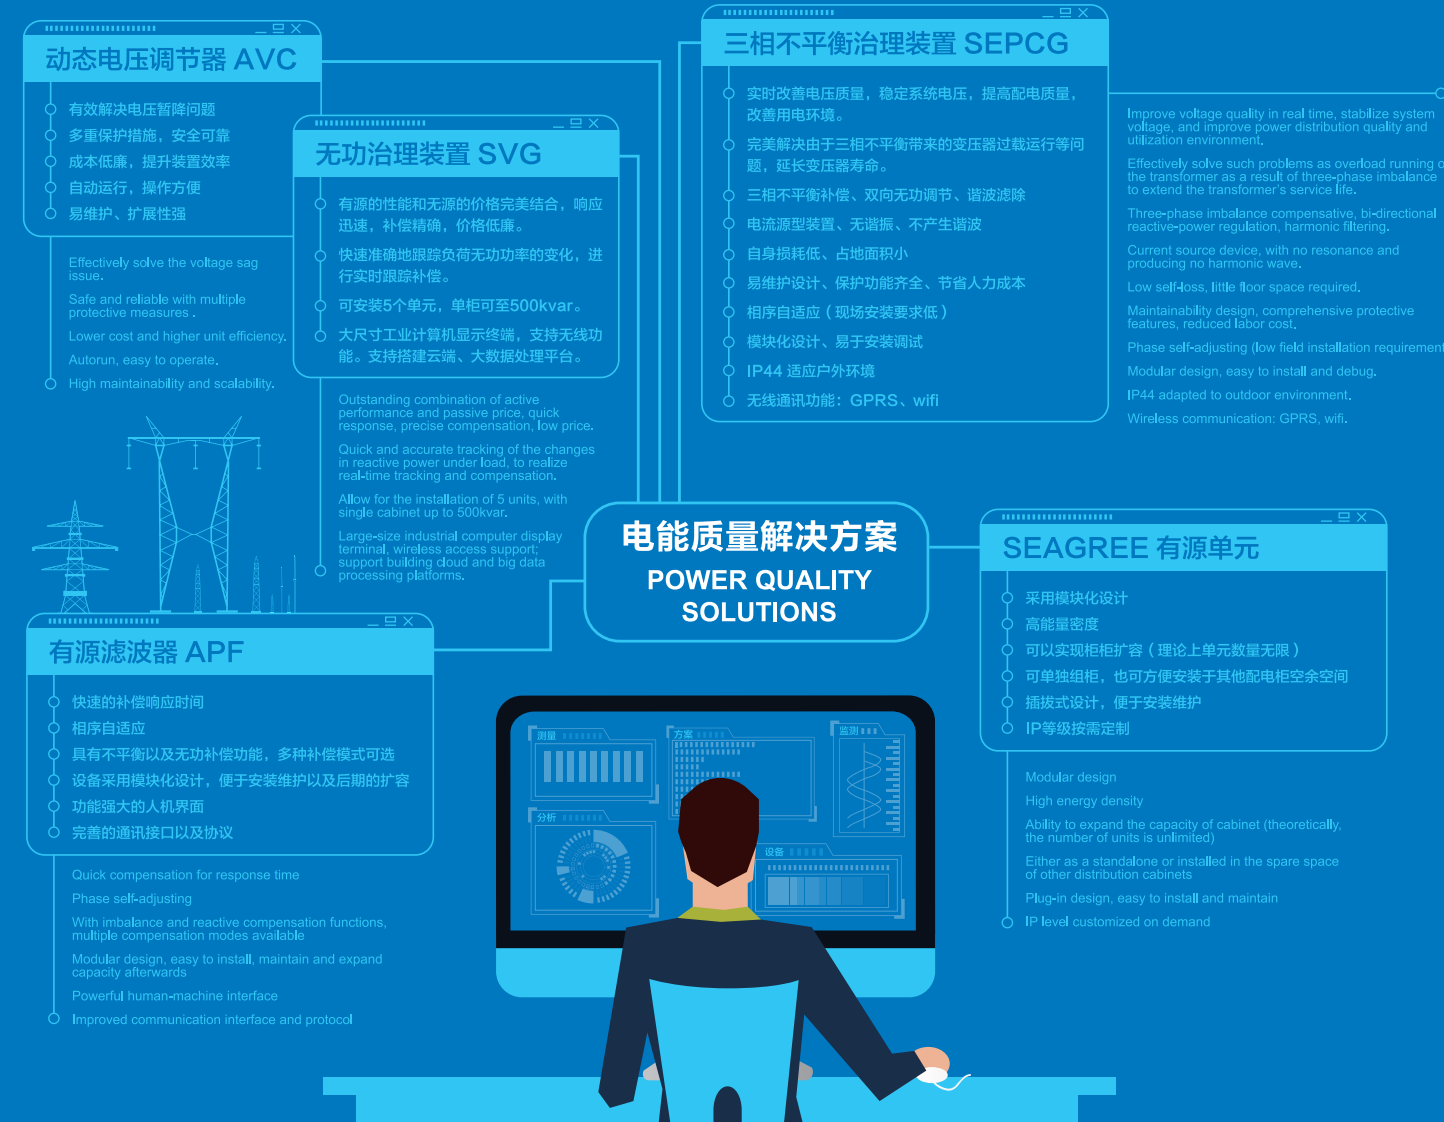 动态电压调节器 AVC
有效解决电压暂降问题
多重保护措施，安全可靠
成本低廉，提升装置效率
自动运行，操作方便
易维护、扩展性强
Effectively solve the voltage sag
issue.
Safe and reliable with multiple
protective measures .
Lower cost and higher unit efficiency.
Autorun, easy to operate.
High maintainability and scalability.
无功治理装置 SVG
有源的性能和无源的价格完美结合，响应
迅速，补偿精确，价格低廉。
快速准确地跟踪负荷无功功率的变化，进
行实时跟踪补偿。
可安装5个单元，单柜可至500kvar。
大尺寸工业计算机显示终端，支持无线功
能。支持搭建云端、大数据处理平台。
Outstanding combination of active
performance and passive price, quick
response, precise compensation, low price.
Quick and accurate tracking of the changes
in reactive power under load, to realize
real-time tracking and compensation.
Allow for the installation of 5 units, with
single cabinet up to 500kvar.
Large-size industrial computer display
terminal, wireless access support;
support building cloud and big data
processing platforms.
三相不平衡治理装置 SEPCG
实时改善电压质量，稳定系统电压，提高配电质量，
改善用电环境。
完美解决由于三相不平衡带来的变压器过载运行等问
题，延长变压器寿命。
三相不平衡补偿、双向无功调节、谐波滤除
电流源型装置、无谐振、不产生谐波
自身损耗低、占地面积小
易维护设计、保护功能齐全、节省人力成本
相序自适应（现场安装要求低）
模块化设计、易于安装调试
IP44 适应户外环境
无线通讯功能：GPRS、wifi
Improve voltage quality in real time, stabilize system
voltage, and improve power distribution quality and
utilization environment.
Effectively solve such problems as overload running o
the transformer as a result of three-phase imbalance
to extend the transformer's service life.
Three-phase imbalance compensative, bi-directional
reactive-power regulation, harmonic filtering.
Current source device, with no resonance and
producing no harmonic wave.
Low self-loss, little floor space required.
Maintainability design, comprehensive protective
features, reduced labor cost.
Phase self-adjusting (low field installation requirement
Modular design, easy to install and debug.
IP44 adapted to outdoor environment.
Wireless communication: GPRS, wifi.
电能质量解决方案
POWER QUALITY
SOLUTIONS
SEAGREE 有源单元
采用模块化设计
高能量密度
可以实现柜柜扩容（理论上单元数量无限）
可单独组柜，也可方便安装于其他配电柜空余空间
插拔式设计，便于安装维护
IP等级按需定制
Modular design
High energy density
Ability to expand the capacity of cabinet (theoretically,
the number of units is unlimited)
Either as a standalone or installed in the spare space
of other distribution cabinets
Plug-in design, easy to install and maintain
IP level customized on demand
有源滤波器 APF
快速的补偿响应时间
相序自适应
具有不平衡以及无功补偿功能，多种补偿模式可选
设备采用模块化设计，便于安装维护以及后期的扩容
功能强大的人机界面
完善的通讯接口以及协议
Quick compensation for response time
Phase self-adjusting
With imbalance and reactive compensation functions,
multiple compensation modes available
Modular design, easy to install, maintain and expand
capacity afterwards
Powerful human-machine interface
Improved communication interface and protocol
测量
方案
监测
分析
设备